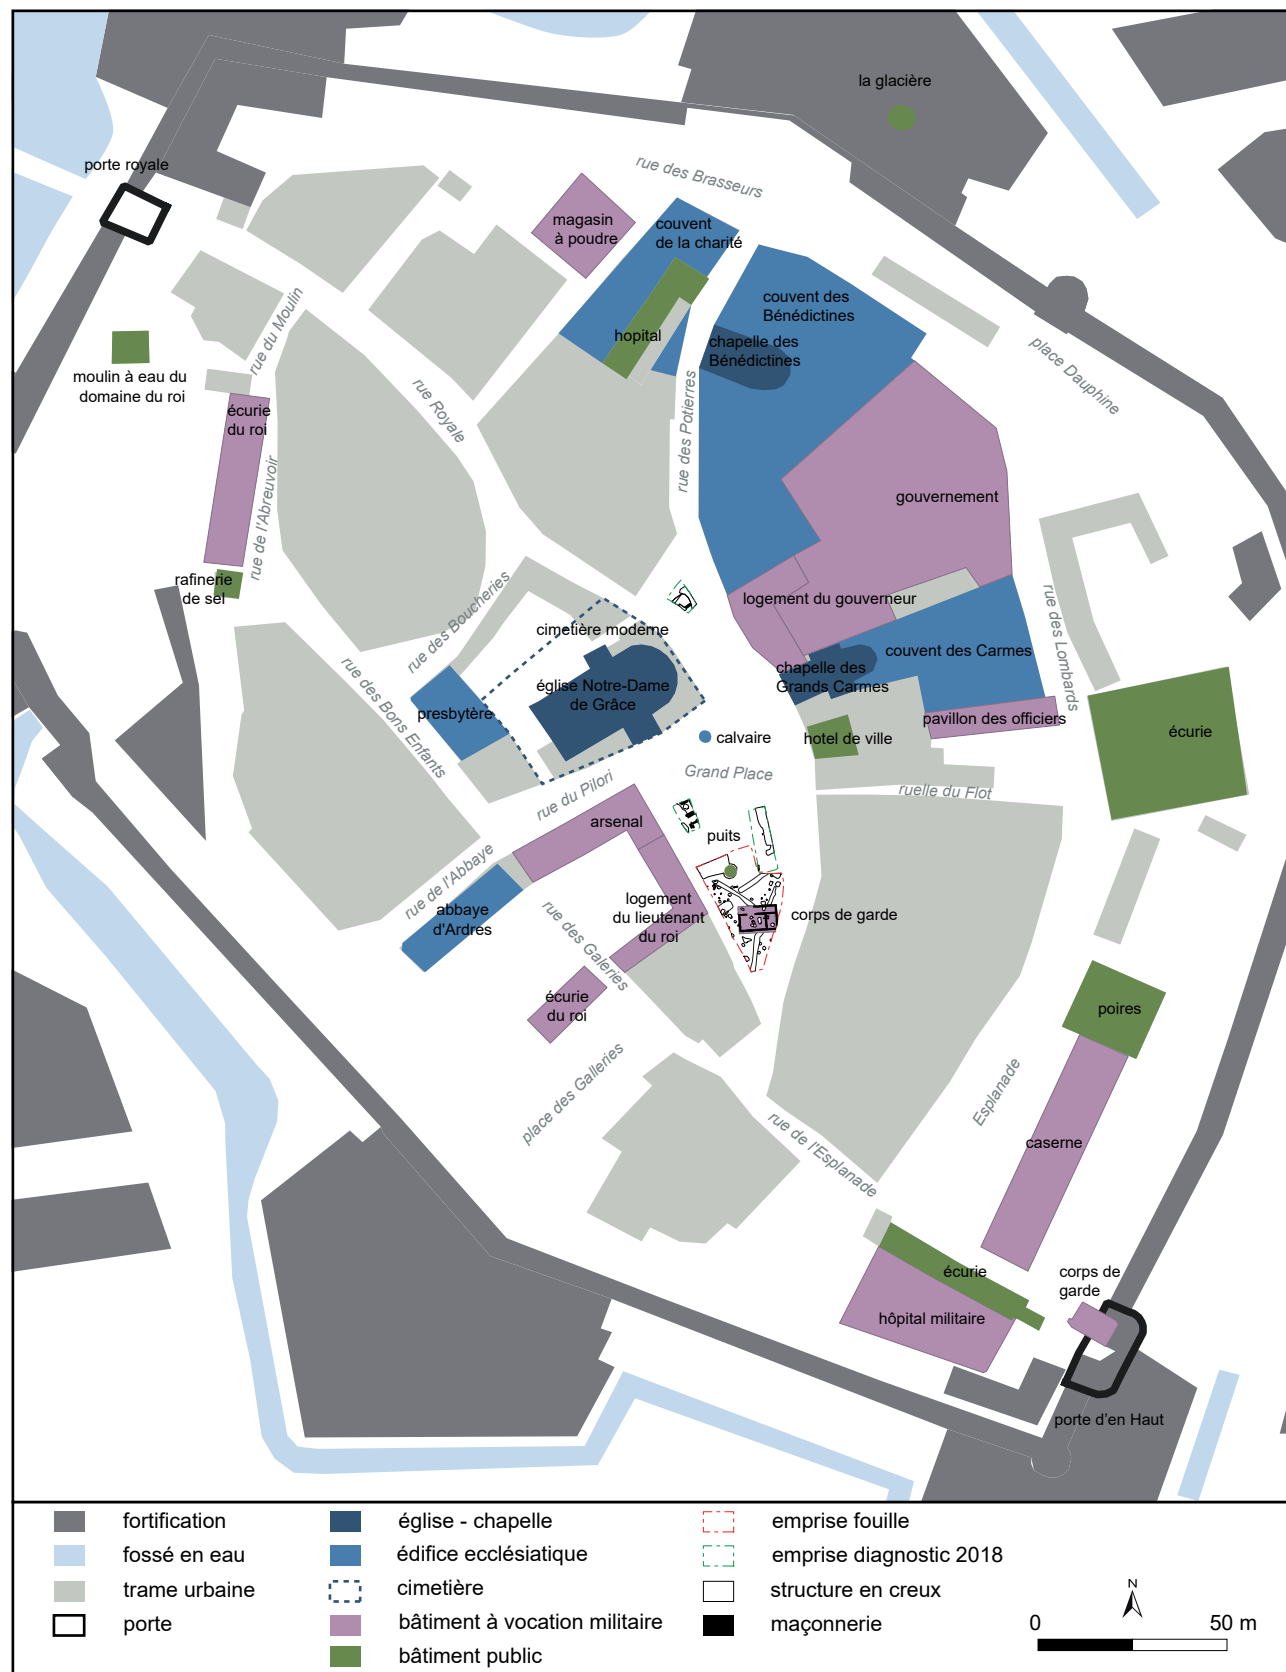 la glacière
porte royale
rue des Brasseurs
magasin
à poudre
couvent
de la charité
couvent des
Bénédictines
hopital
chapelle des
Bénédictines
rue du Moulin
place Dauphine
moulin à eau du
domaine du roi
rue Royale
écurie
du roi
rue des Potierres
rue de l'Abreuvoir
gouvernement
rafinerie
de sel
rue des Boucheries
logement du gouverneur
cimetière moderne
rue des Lombards
couvent des Carmes
chapelle des
Grands Carmes
église Notre-Dame
de Grâce
rue des Bons Enfants
presbytère
pavillon des officiers
calvaire
hotel de ville
écurie
Grand Place
rue du Pilori
ruelle du Flot
arsenal
puits
rue de l'Abbaye
abbaye
d'Ardres
logement
du lieutenant
du roi
corps de garde
rue des Galeries
écurie
du roi
poires
place des Galleries
Esplanade
caserne
rue de l'Esplanade
écurie
corps de
garde
hôpital militaire
porte d'en Haut
fortification
fossé en eau
trame urbaine
porte
église - chapelle
édifice ecclésiatique
cimetière
bâtiment à vocation militaire
bâtiment public
emprise fouille
emprise diagnostic 2018
structure en creux
maçonnerie
N
0 50 m